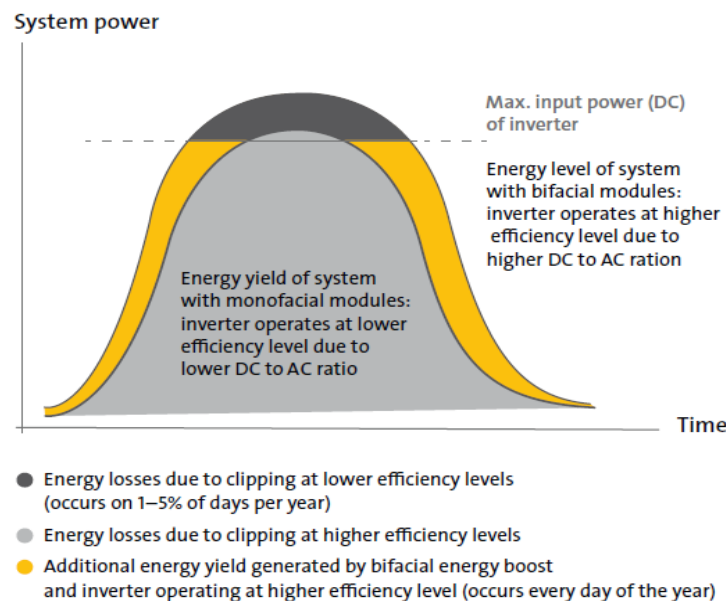 System power
Max. input power (DC)
of inverter
Energy level of system
with bifacial modules:
inverter operates at higher
efficiency level due to
higher DC to AC ration
Energy yield of system
with monofacial modules:
inverter operates at lower
efficiency level due to
lower DC to AC ratio
Time
Energy losses due to clipping at lower efficiency levels
(occurs on 1–5% of days per year)
Energy losses due to clipping at higher efficiency levels
Additional energy yield generated by bifacial energy boost
and inverter operating at higher efficiency level (occurs every day of the year)